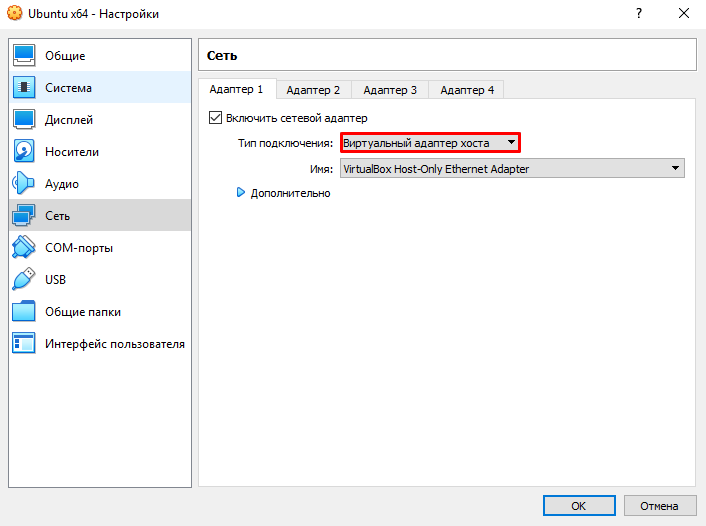 Ubuntu x64 - Настройки
?
Общие
Система
Дисплей
Носители
Аудио
Сеть
COM-порты
USB
Общие папки
Интерфейс пользователя
Сеть
Адаптер 1 Адаптер 2 Адаптер 3 Адаптер 4
Включить сетевой адаптер
Тип подключения: Виртуальный адаптер хоста
Имя: VirtualBox Host-Only Ethernet Adapter
Дополнительно
OK Отмена